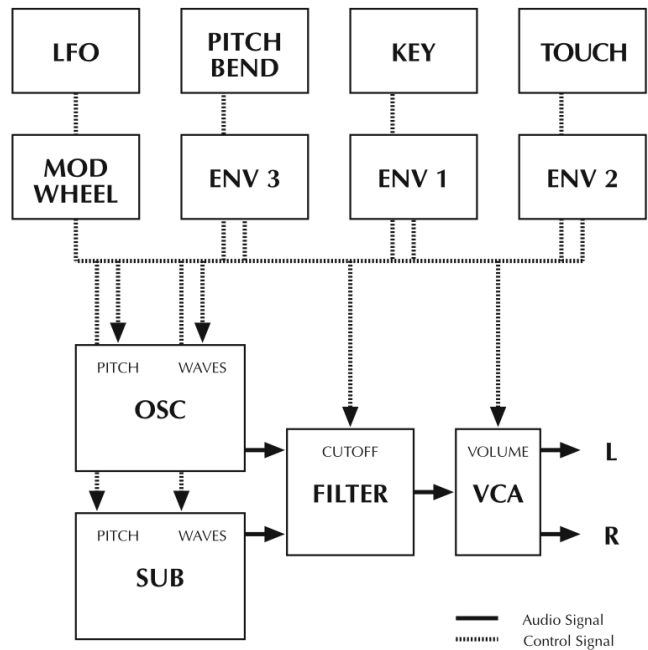 LFO
PITCH
BEND
KEY
TOUCH
MOD
WHEEL
ENV 3
ENV 1
ENV 2
PITCH
WAVES
OSC
CUTOFF
FILTER
VOLUME
VCA
L
R
PITCH
WAVES
SUB
Audio Signal
Control Signal